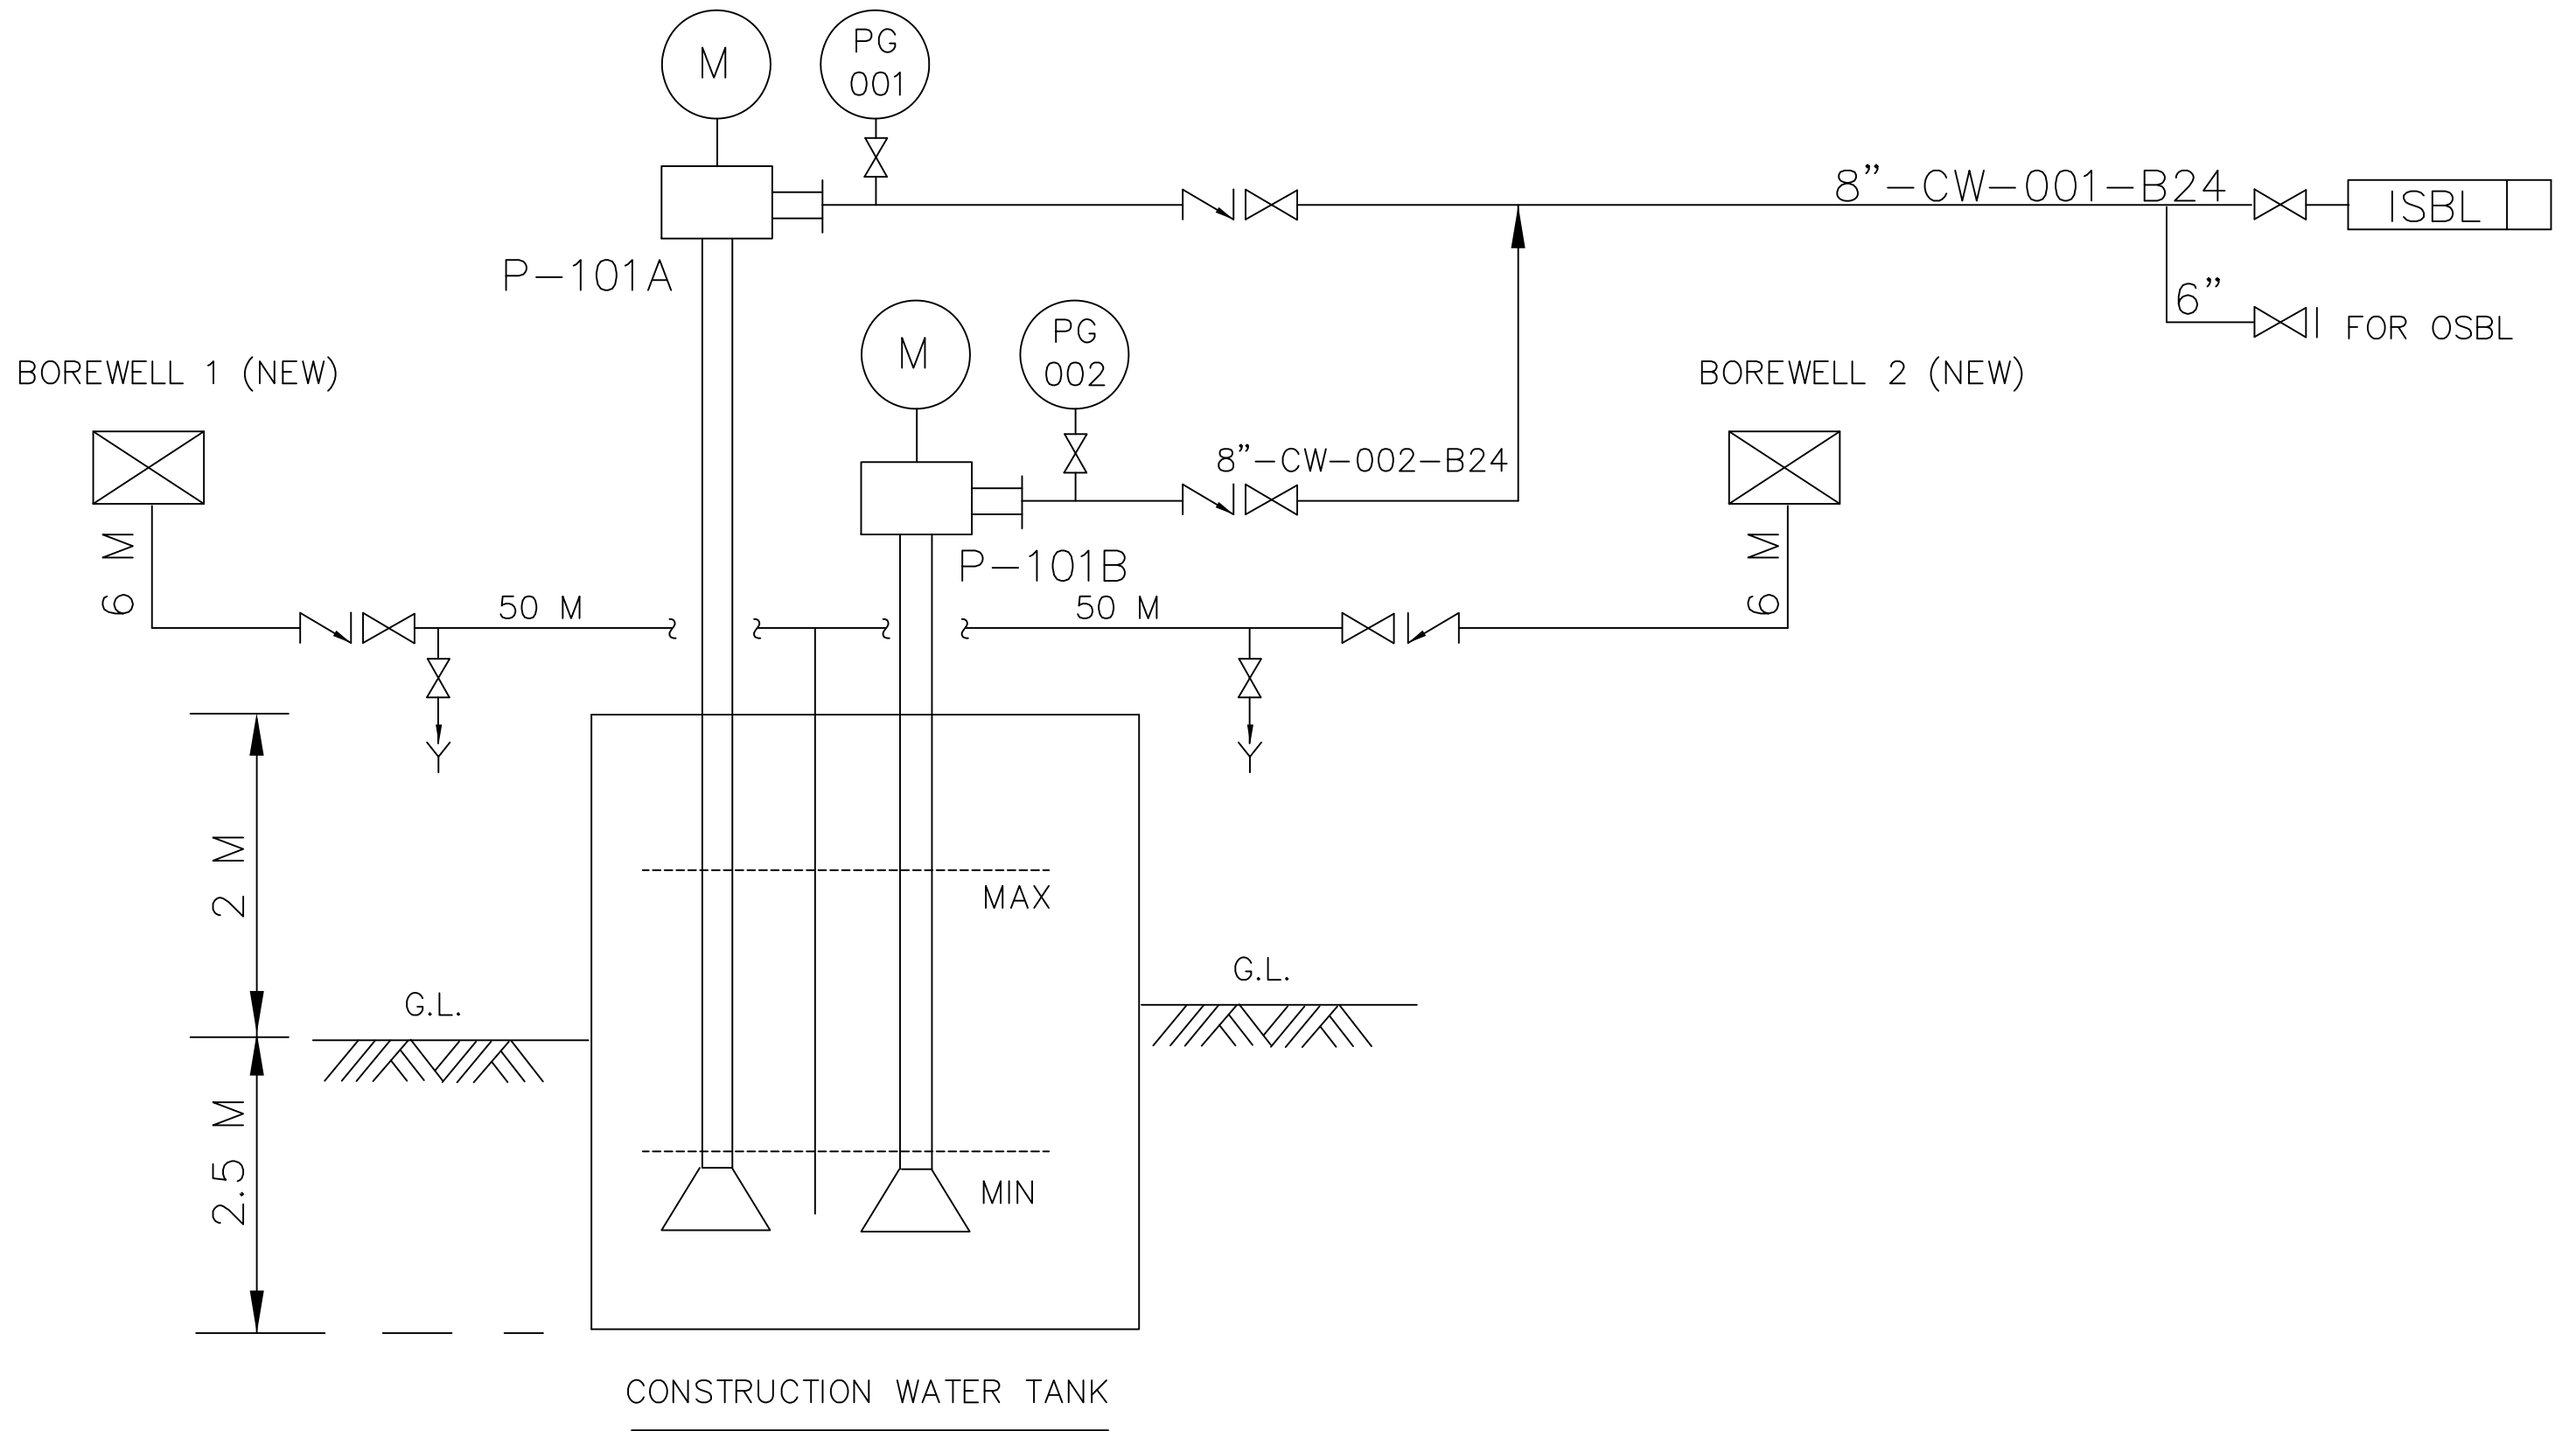 M
PG
001
8"-CW-001-B24
ISBL
P-101A
6"
FOR OSBL
M
PG
002
BOREWELL 1 (NEW)
BOREWELL 2 (NEW)
8"-CW-002-B24
P-101B
6 M
50 M
50 M
6 M
2 M
MAX
G.L.
G.L.
2.5 M
MIN
CONSTRUCTION WATER TANK